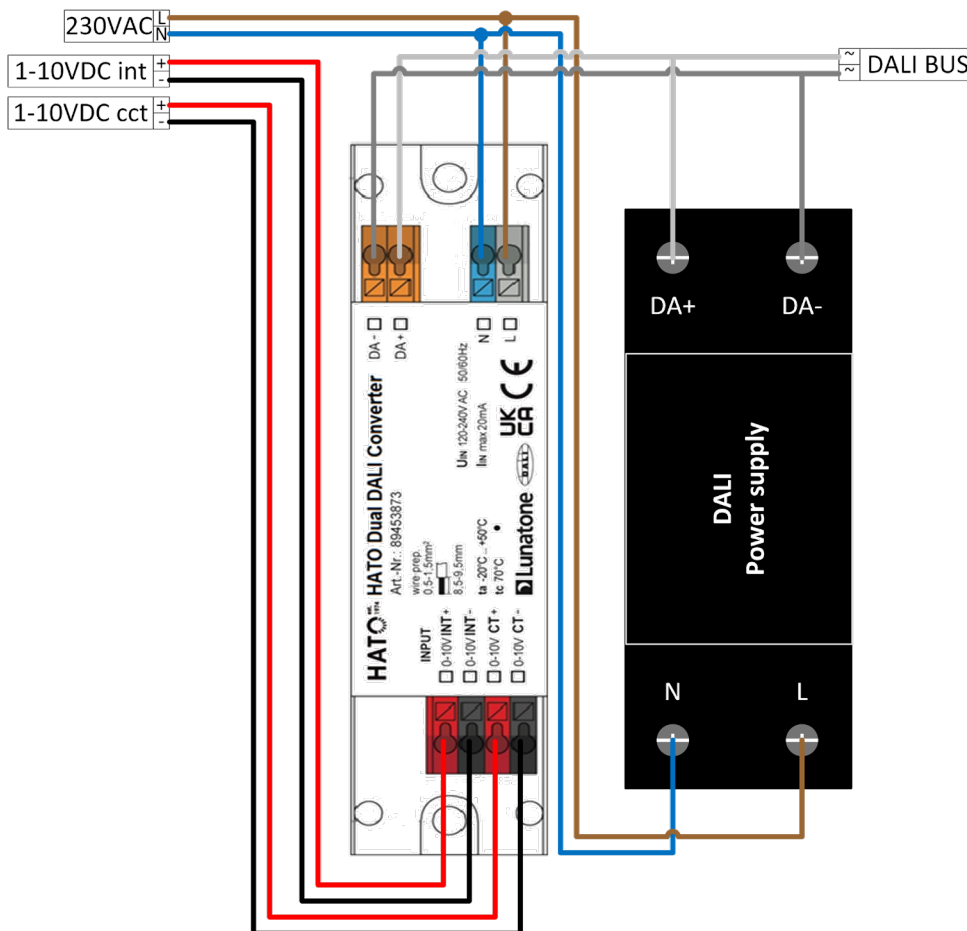 230VAC
L
N
1-10VDC int
+
-
1-10VDC cct
+
-
~
~
DALI BUS
DA -
DA+
N
L
HATO
HATO Dual DALI Converter
Art.-Nr.: 89453873
wire prep.
0,5-1,5mm²
8,5-9,5mm
UIN 120-240V AC 50/60Hz
IIN max 20mA
ta -20°C ... +50°C
tc 70°C
UK
CA
CE
DALI
Lunatone
INPUT
0-10V INT+
0-10V INT-
0-10V CT+
0-10V CT-
DA+
DA-
DALI
Power supply
N
L